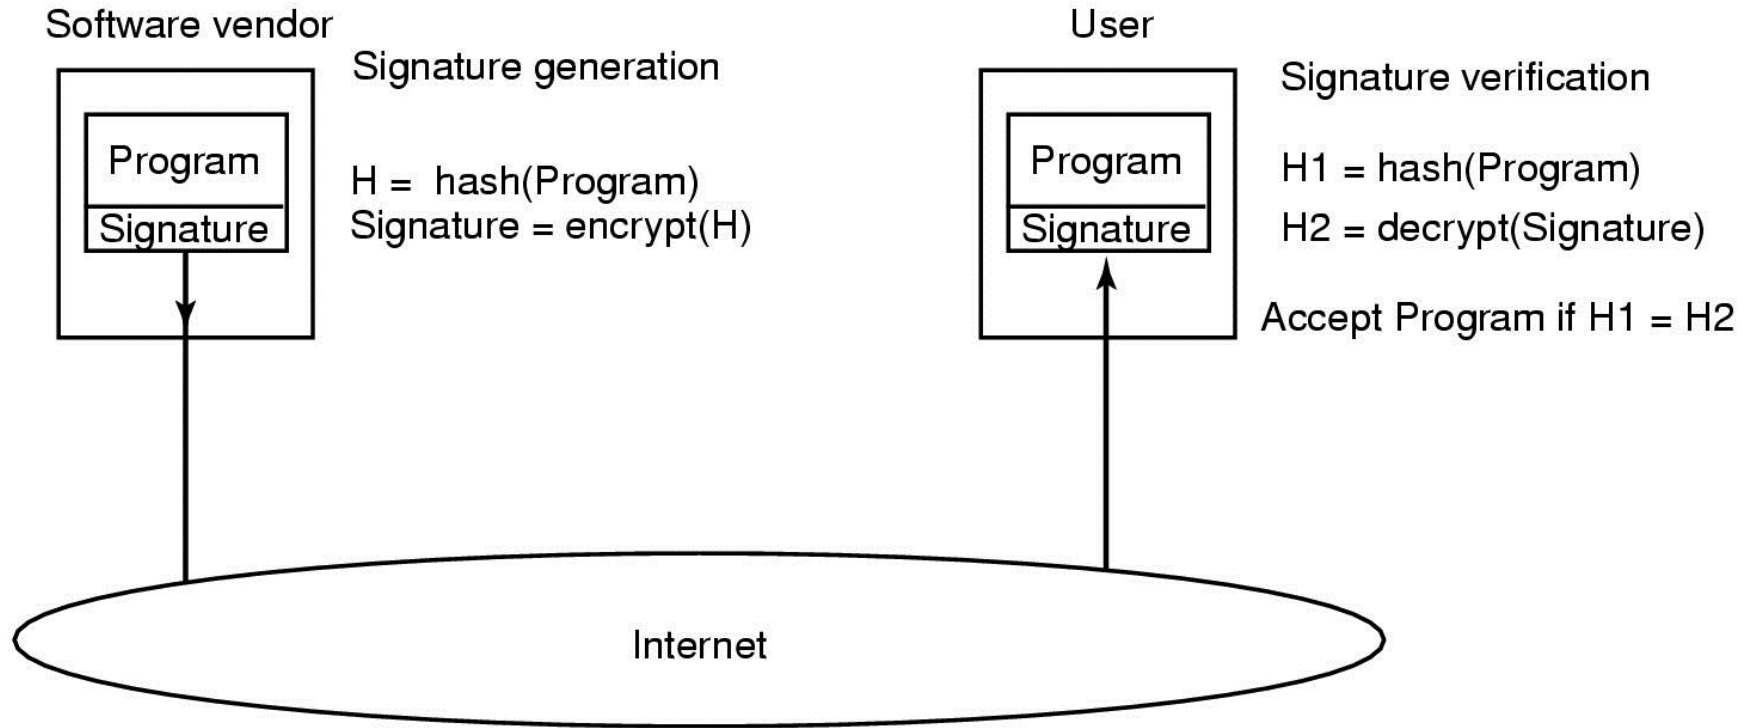 Software vendor
Signature generation
Program
Signature
H = hash(Program)
Signature = encrypt(H)
User
Signature verification
Program
Signature
H1 = hash(Program)
H2 = decrypt(Signature)
Accept Program if H1 = H2
Internet